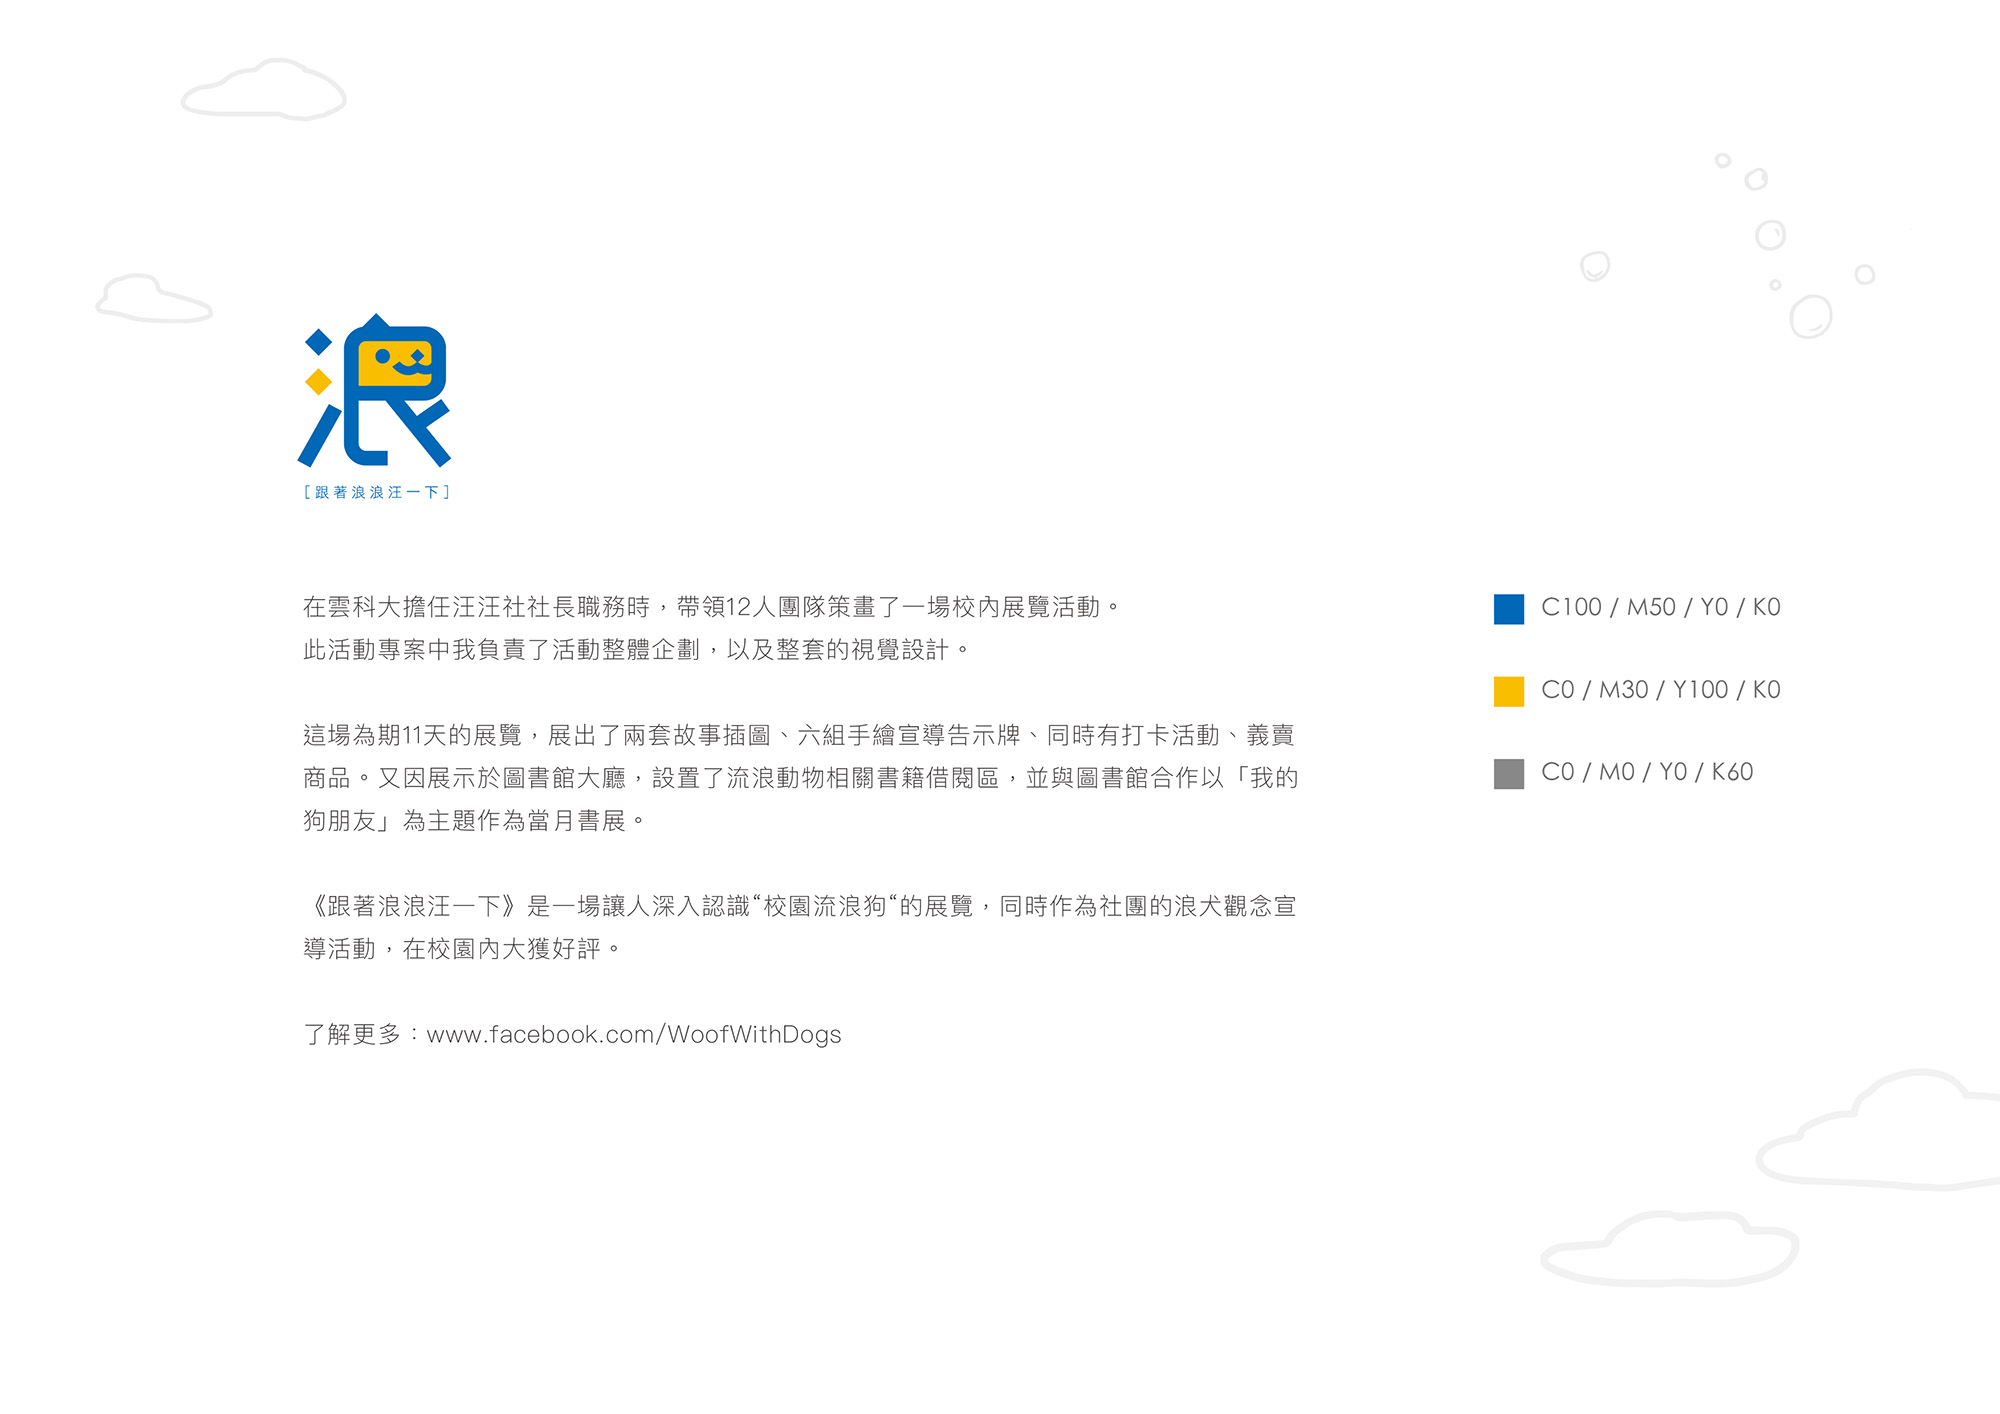 浪
[跟著浪浪汪一下]
在雲科大擔任汪汪社社長職務時，帶領12人團隊策畫了一場校內展覽活動。
此活動專案中我負責了活動整體企劃，以及整套的視覺設計。
這場為期11天的展覽，展出了兩套故事插圖、六組手繪宣導告示牌、同時有打卡活動、義賣
商品。又因展示於圖書館大廳，設置了流浪動物相關書籍借閱區，並與圖書館合作以「我的
狗朋友」為主題作為當月書展。
《跟著浪浪汪一下》是一場讓人深入認識“校園流浪狗“的展覽，同時作為社團的浪犬觀念宣
導活動，在校園內大獲好評。
了解更多：www.facebook.com/WoofWithDogs
C100 / M50 / Y0 / K0
C0 / M30 / Y100 / K0
C0 / M0 / Y0 / K60